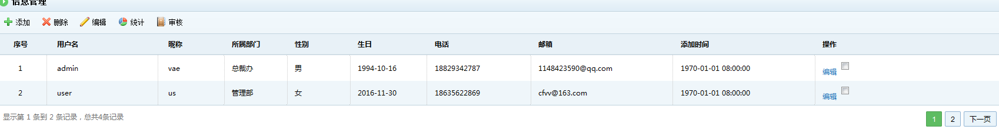 信息管理
添加 删除 编辑 统计 审核
序号 用户名 昵称 所属部门 性别 生日 电话 邮箱 添加时间 操作
1 admin vae 总裁办 男 1994-10-16 18829342787 1148423590@qq.com 1970-01-01 08:00:00 编辑
2 user us 管理部 女 2016-11-30 18635622869 cfvv@163.com 1970-01-01 08:00:00 编辑
显示第 1 条到 2 条记录，总共4条记录 1 2 下一页